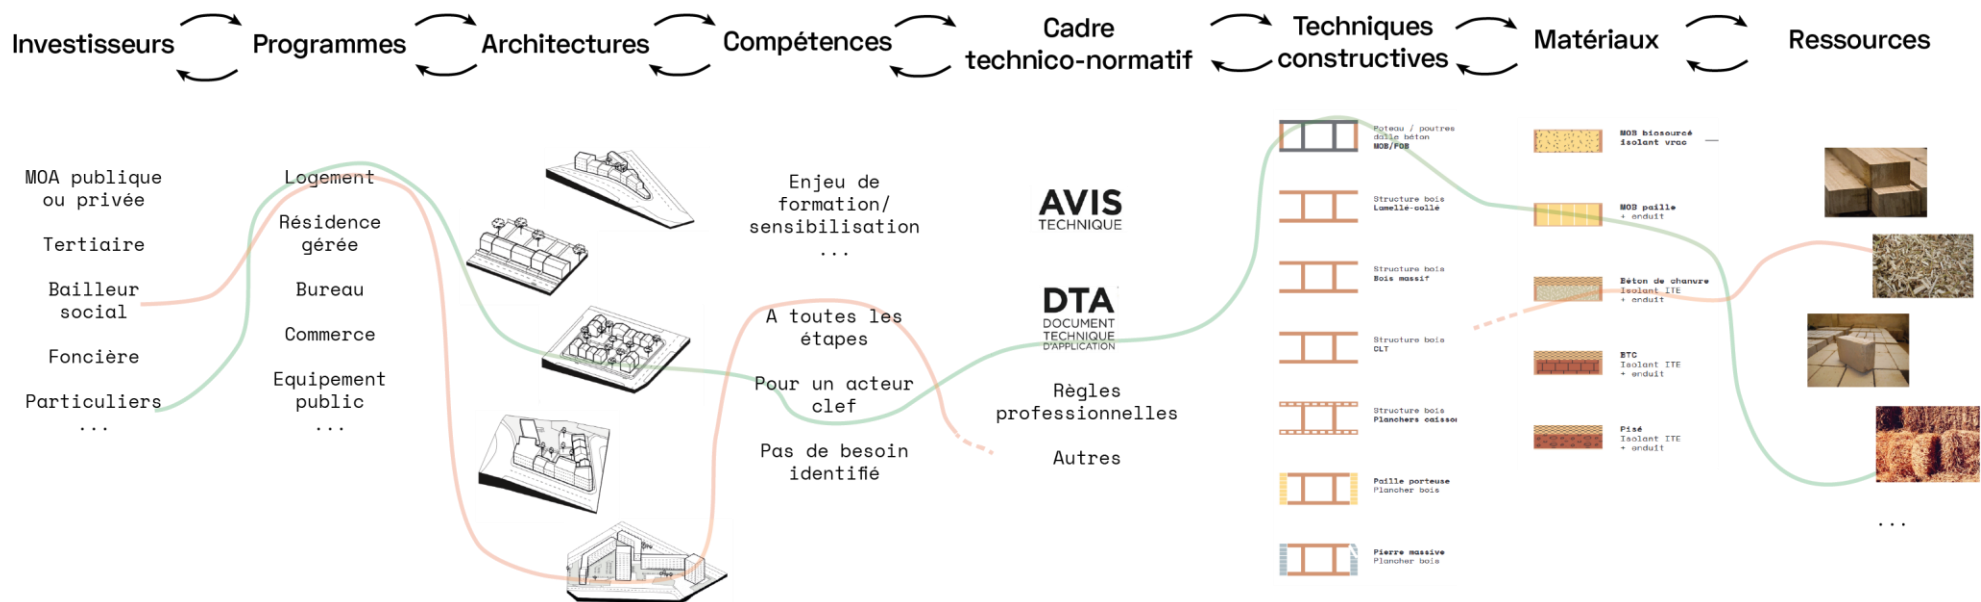 Investisseurs
Programmes
Architectures
Compétences
Cadre
technico-normatif
Techniques
constructives
Matériaux
Ressources
MOA publique
ou privée
Tertiaire
Bailleur
social
Foncière
Particuliers
...
Logement
Résidence
gérée
Bureau
Commerce
Equipement
public
...
Enjeu de
formation/
sensibilisation
...
A toutes les
étapes
Pour un acteur
clef
Pas de besoin
identifié
AVIS
TECHNIQUE
DTA
DOCUMENT
TECHNIQUE
D'APPLICATION
Règles
professionnelles
Autres
Poteau / poutres
dalle béton
MOB/FOB
Structure bois
Lamellé-collé
Structure bois
Bois massif
Structure bois
CLT
Structure bois
Planchers caisson
Paille porteuse
Plancher bois
Pierre massive
Plancher bois
MOB biosourcé
isolant vrac
MOB paille
+ enduit
Béton de chanvre
Isolant ITE
+ enduit
BTC
Isolant ITE
+ enduit
Pisé
Isolant ITE
+ enduit
...